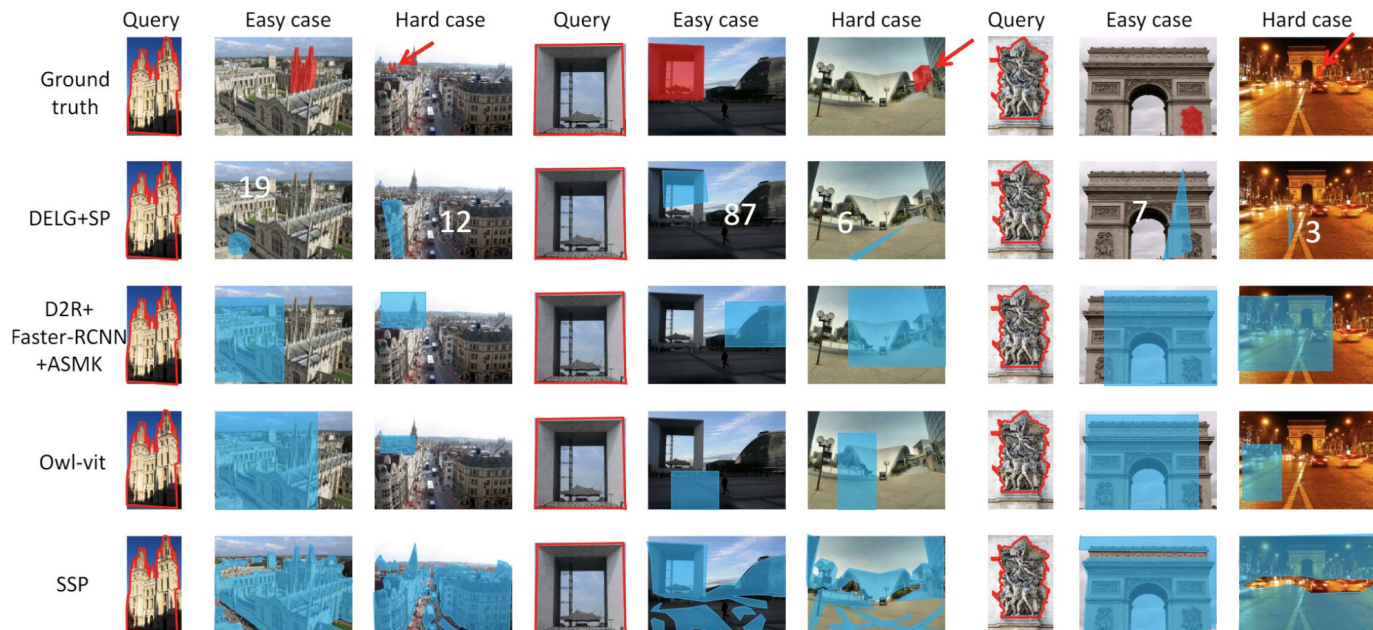 Query Easy case Hard case Query Easy case Hard case Query Easy case Hard case
Ground
truth
DELG+SP 19 12 87 6 7 3
D2R+
Faster-RCNN
+ASMK
Owl-vit
SSP